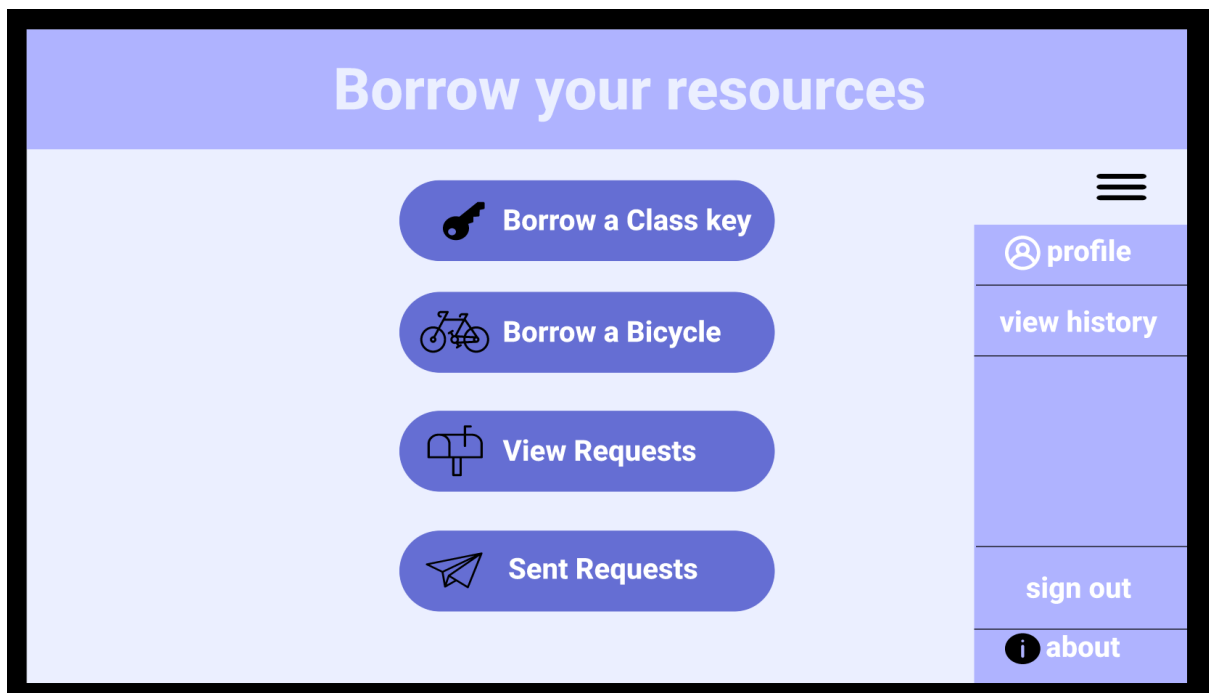 Borrow your resources
Borrow a Class key
Borrow a Bicycle
View Requests
Sent Requests
profile
view history
sign out
i about